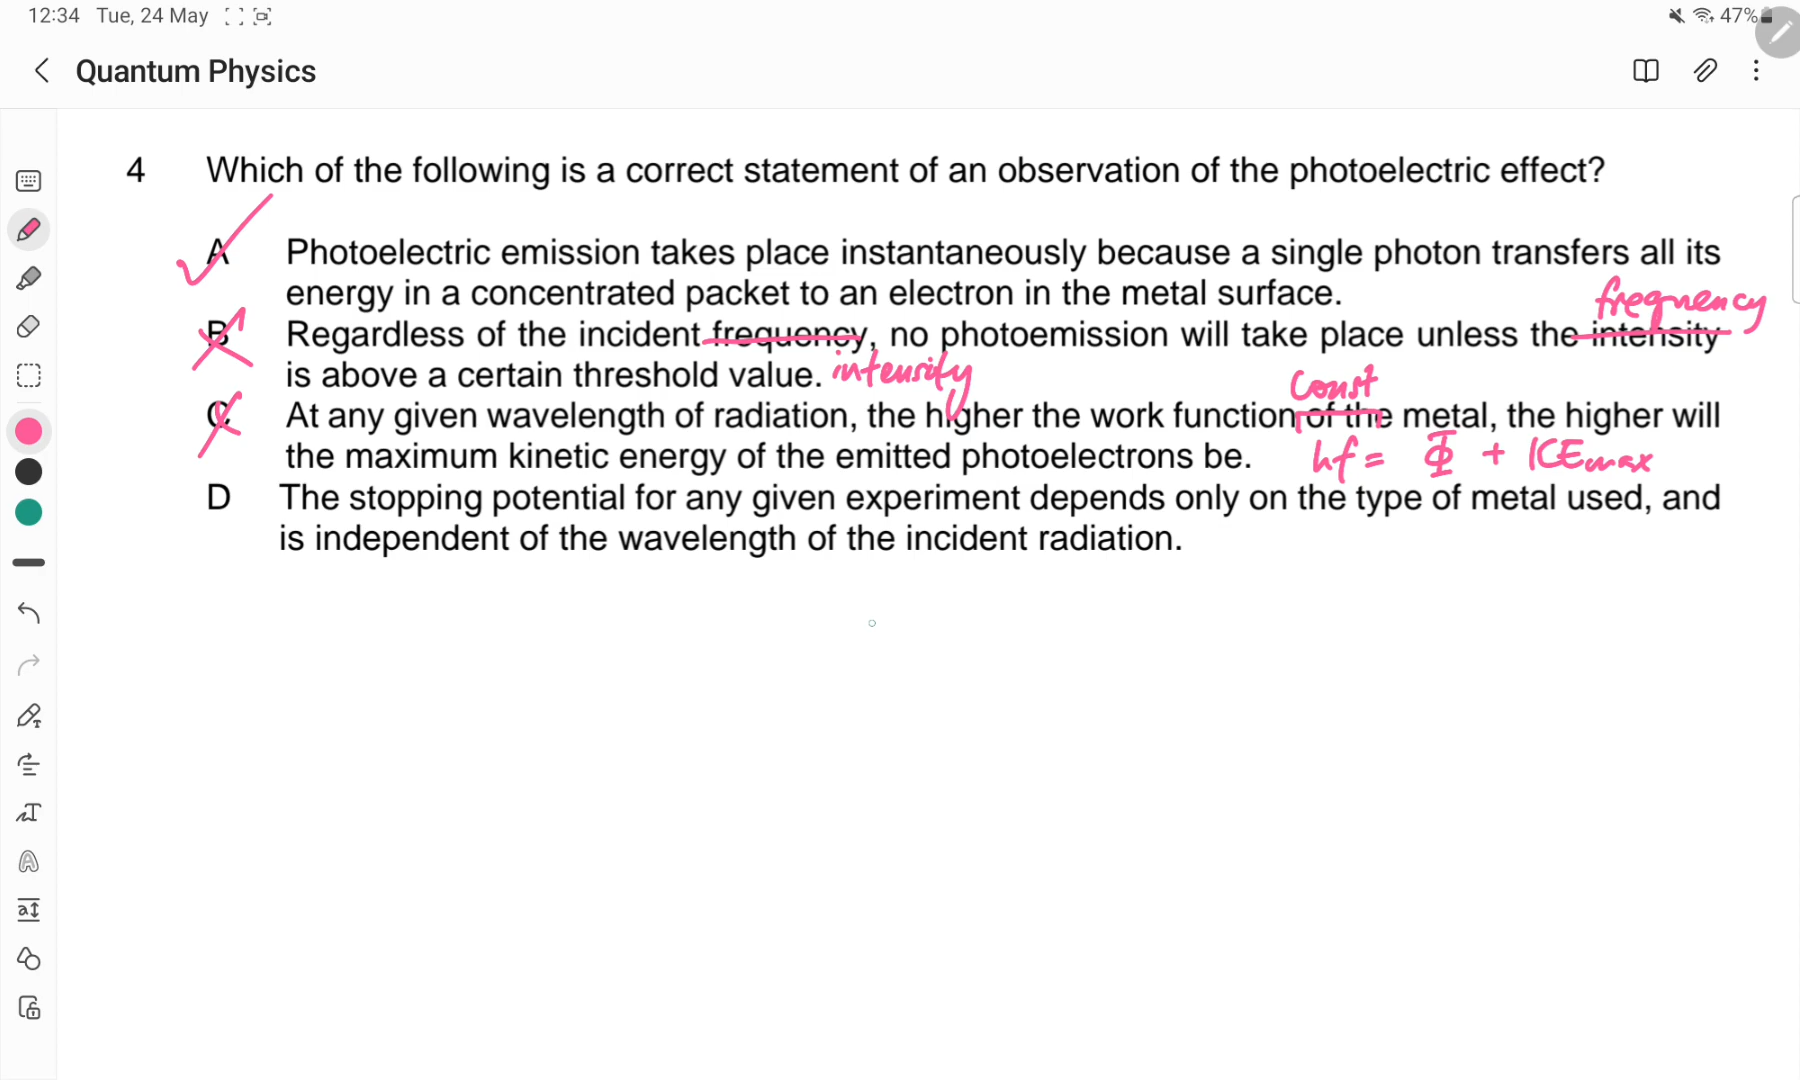 12:34 Tue, 24 May 47%
Quantum Physics
4 Which of the following is a correct statement of an observation of the photoelectric effect?
A Photoelectric emission takes place instantaneously because a single photon transfers all its
energy in a concentrated packet to an electron in the metal surface.
frequency
B Regardless of the incident frequency, no photoemission will take place unless the intensity
is above a certain threshold value. intensity
const
C At any given wavelength of radiation, the higher the work function of the metal, the higher will
the maximum kinetic energy of the emitted photoelectrons be. hf = Φ + KEmax
D The stopping potential for any given experiment depends only on the type of metal used, and
is independent of the wavelength of the incident radiation.